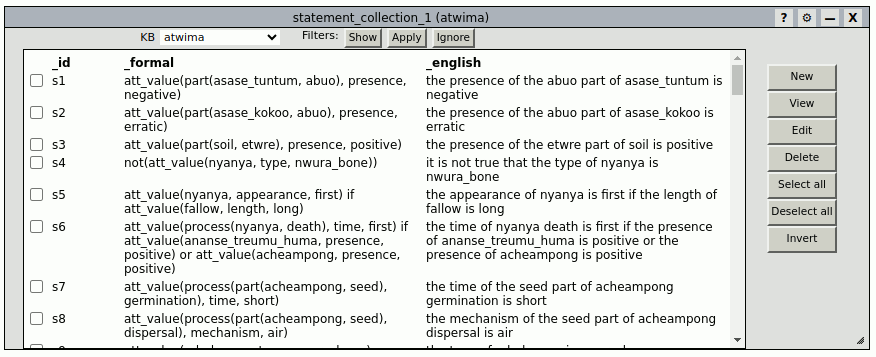 statement_collection_1 (atwima)
? ⚙ — X
KB atwima Filters: Show Apply Ignore
_id _formal _english
s1 att_value(part(asase_tuntum, abuo), presence, the presence of the abuo part of asase_tuntum is
negative) negative
s2 att_value(part(asase_kokoo, abuo), presence, the presence of the abuo part of asase_kokoo is
erratic) erratic
s3 att_value(part(soil, etwre), presence, positive) the presence of the etwre part of soil is positive
s4 not(att_value(nyanya, type, nwura_bone)) it is not true that the type of nyanya is
nwura_bone
s5 att_value(nyanya, appearance, first) if the appearance of nyanya is first if the length of
att_value(fallow, length, long) fallow is long
s6 att_value(process(nyanya, death), time, first) if the time of nyanya death is first if the presence
att_value(ananse_treumu_huma, presence, of ananse_treumu_huma is positive or the
positive) or att_value(acheampong, presence, presence of acheampong is positive
positive)
s7 att_value(process(part(acheampong, seed), the time of the seed part of acheampong
germination), time, short) germination is short
s8 att_value(process(part(acheampong, seed), the mechanism of the seed part of acheampong
dispersal), mechanism, air) dispersal is air
New
View
Edit
Delete
Select all
Deselect all
Invert